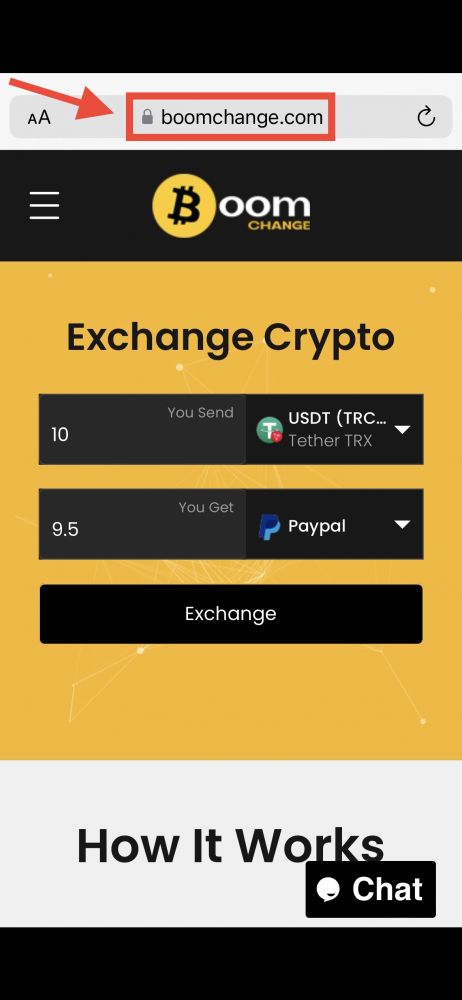 AA
boomchange.com
Boom
CHANGE
Exchange Crypto
You Send
10
USDT (TRC...
Tether TRX
You Get
9.5
Paypal
Exchange
How It Works
Chat